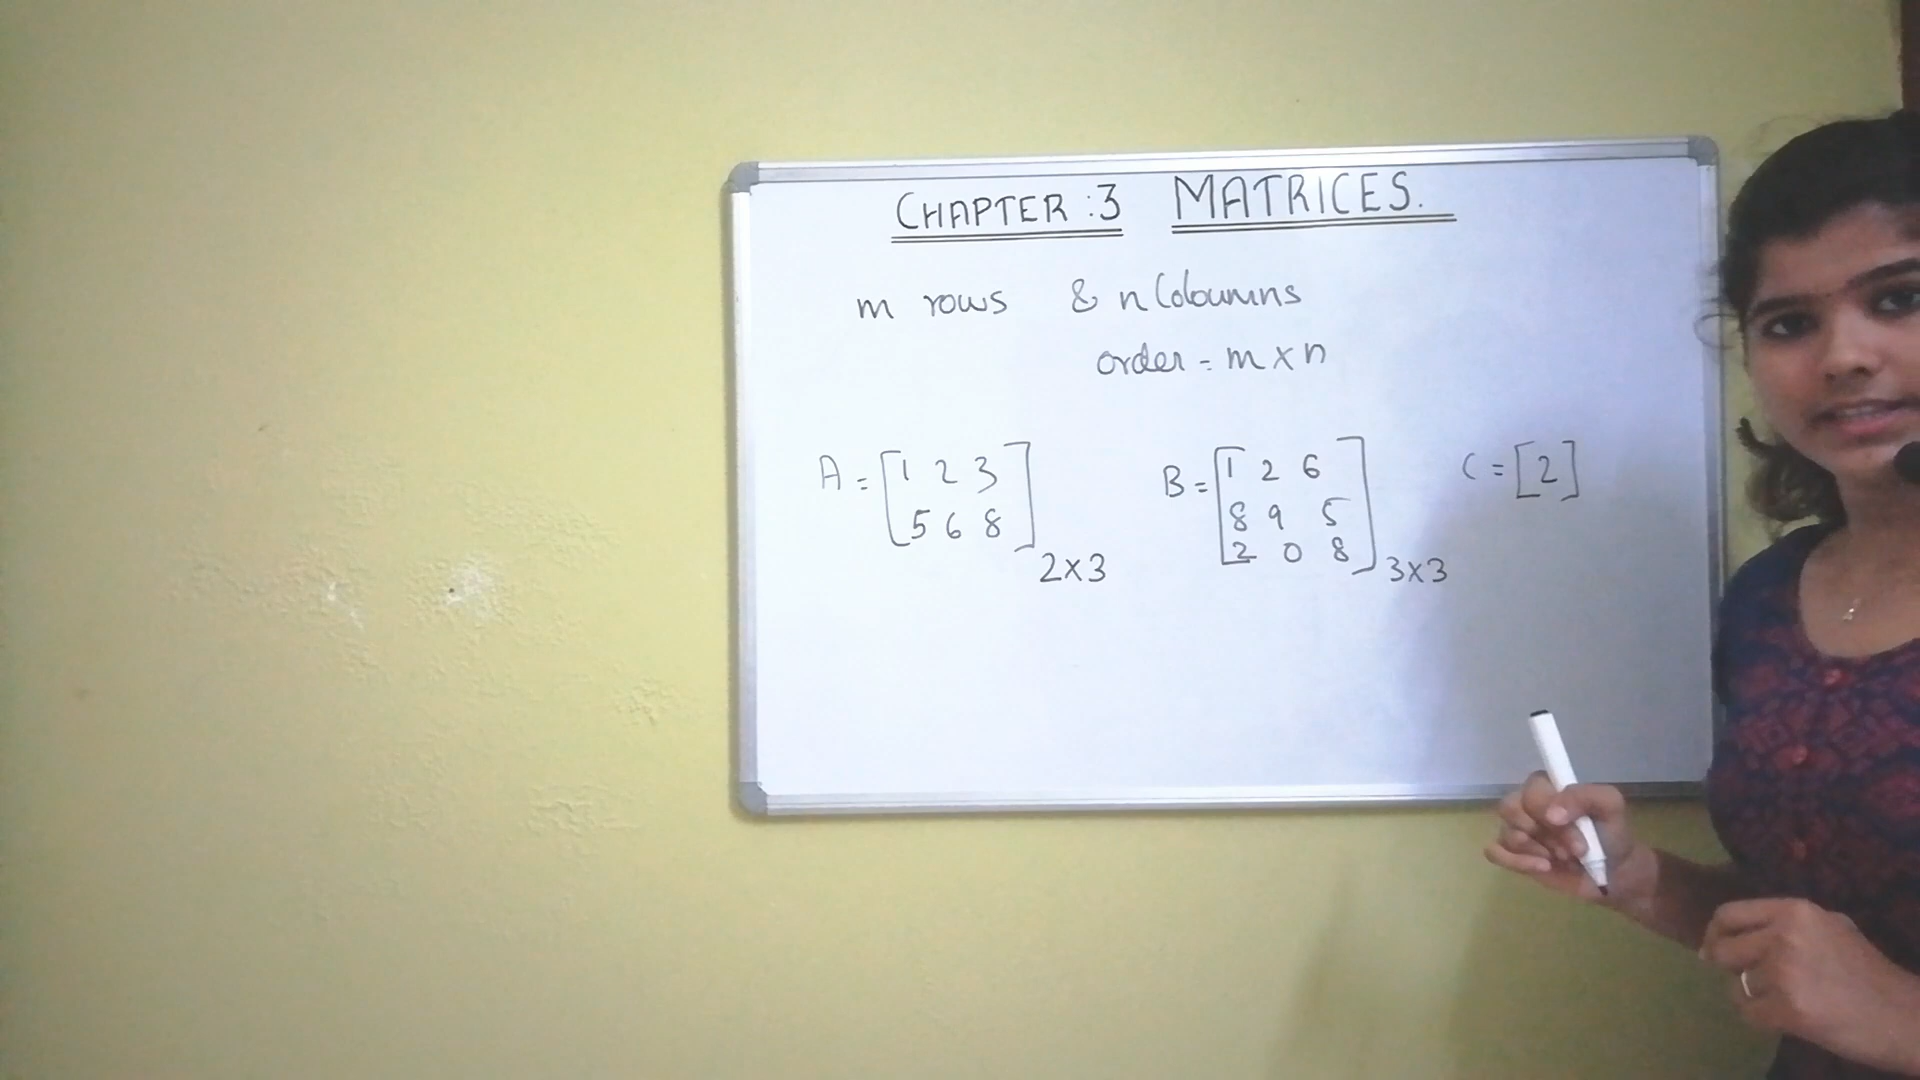 CHAPTER :3 MATRICES.
m rows & n Coloumns
order = m x n
A = [1 2 3
5 6 8] 2x3
B = [1 2 6
8 9 5
2 0 8] 3x3
C = [2]